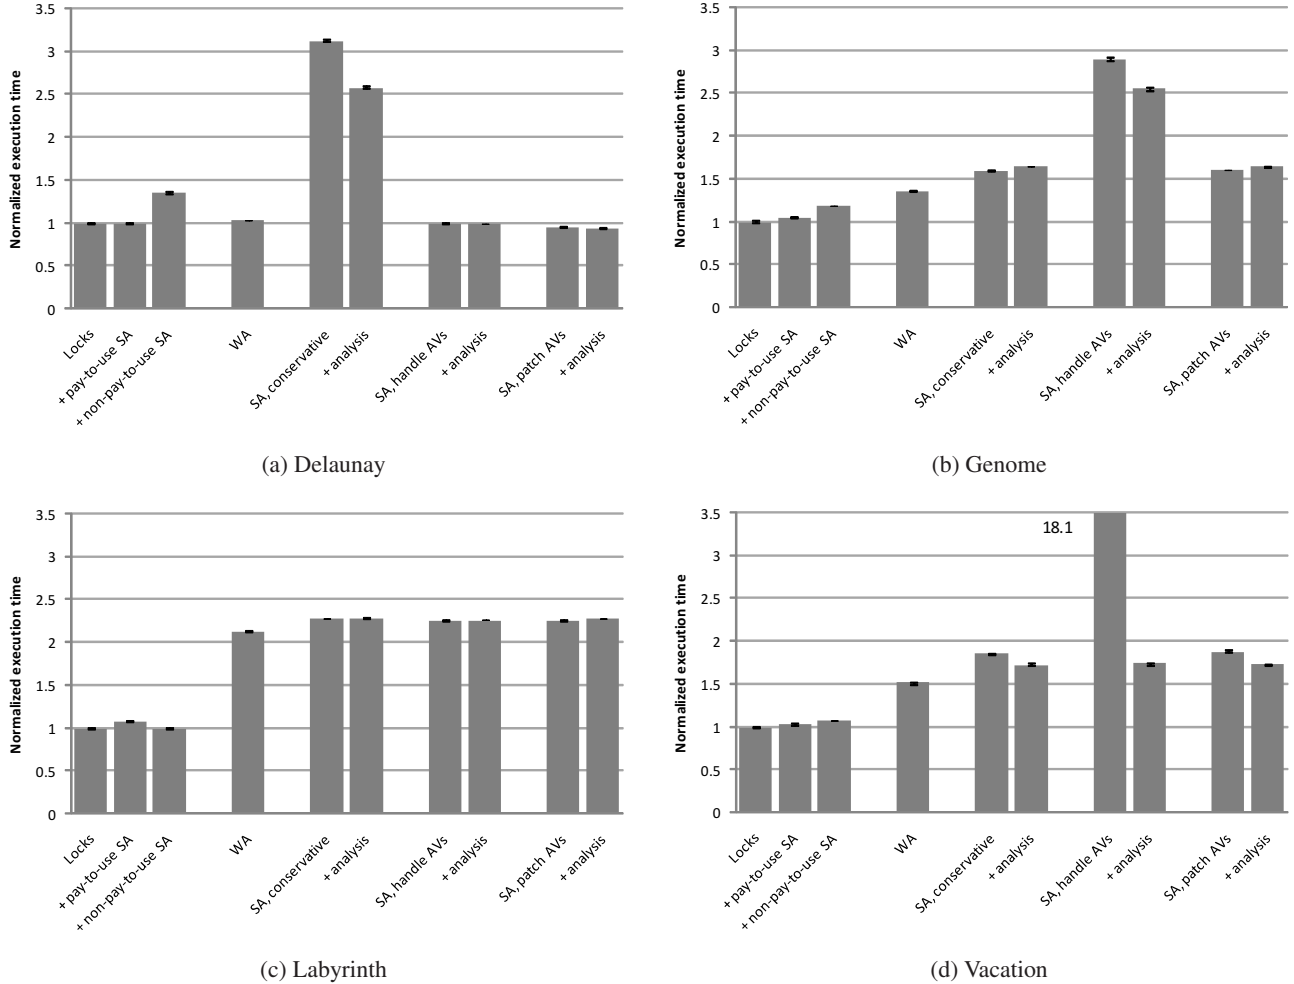 3.5
3
2.5
2
1.5
1
0.5
0
Normalized execution time
Locks
+ pay-to-use SA
+ non-pay-to-use SA
WA
SA, conservative
+ analysis
SA, handle AVs
+ analysis
SA, patch AVs
+ analysis
(a) Delaunay
3.5
3
2.5
2
1.5
1
0.5
0
Normalized execution time
Locks
+ pay-to-use SA
+ non-pay-to-use SA
WA
SA, conservative
+ analysis
SA, handle AVs
+ analysis
SA, patch AVs
+ analysis
(b) Genome
3.5
3
2.5
2
1.5
1
0.5
0
Normalized execution time
Locks
+ pay-to-use SA
+ non-pay-to-use SA
WA
SA, conservative
+ analysis
SA, handle AVs
+ analysis
SA, patch AVs
+ analysis
(c) Labyrinth
3.5
3
2.5
2
1.5
1
0.5
0
Normalized execution time
18.1
Locks
+ pay-to-use SA
+ non-pay-to-use SA
WA
SA, conservative
+ analysis
SA, handle AVs
+ analysis
SA, patch AVs
+ analysis
(d) Vacation